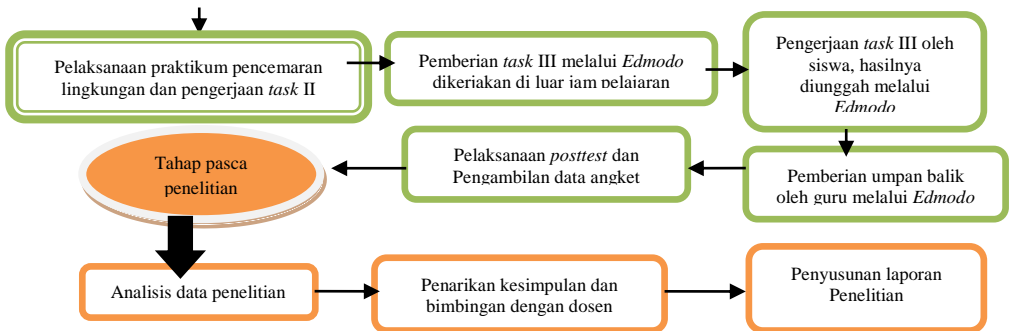 Pelaksanaan praktikum pencemaran
lingkungan dan pengerjaan task II
Pemberian task III melalui Edmodo
dikerjakan di luar jam pelajaran
Pengerjaan task III oleh
siswa, hasilnya
diunggah melalui
Edmodo
Pemberian umpan balik
oleh guru melalui Edmodo
Pelaksanaan posttest dan
Pengambilan data angket
Tahap pasca
penelitian
Analisis data penelitian
Penarikan kesimpulan dan
bimbingan dengan dosen
Penyusunan laporan
Penelitian